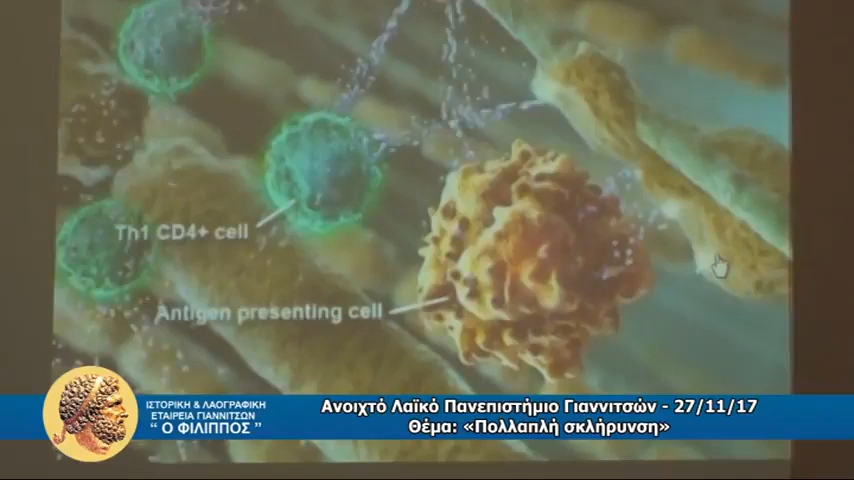 Th1 CD4+ cell
Antigen presenting cell
ΙΣΤΟΡΙΚΗ & ΛΑΟΓΡΑΦΙΚΗ
ΕΤΑΙΡΕΙΑ ΓΙΑΝΝΙΤΣΩΝ
“ Ο ΦΙΛΙΠΠΟΣ ”
Ανοιχτό Λαϊκό Πανεπιστήμιο Γιαννιτσών - 27/11/17
Θέμα: «Πολλαπλή σκλήρυνση»